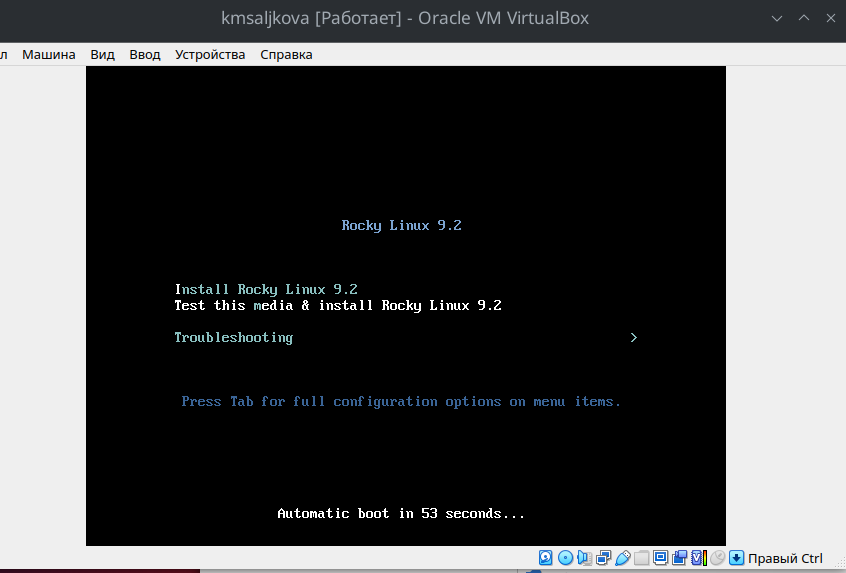 kmsaljkova [Работает] - Oracle VM VirtualBox
л Машина Вид Ввод Устройства Справка
Rocky Linux 9.2
Install Rocky Linux 9.2
Test this media & install Rocky Linux 9.2
Troubleshooting >
Press Tab for full configuration options on menu items.
Automatic boot in 53 seconds...
Правый Ctrl